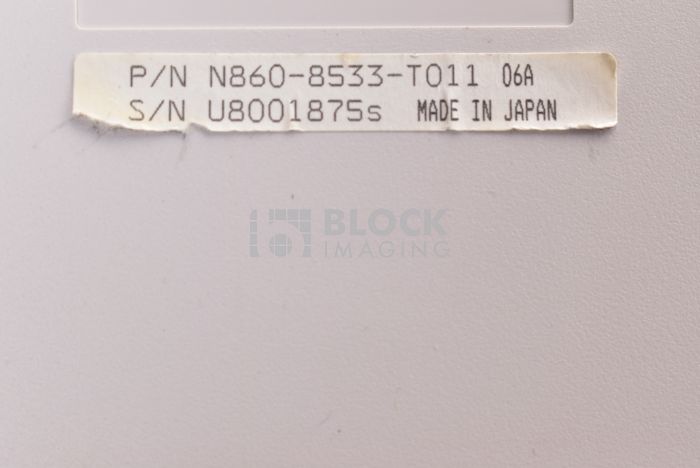 P/N N860-8533-T011 06A
S/N U8001875s MADE IN JAPAN
BLOCK
IMAGING